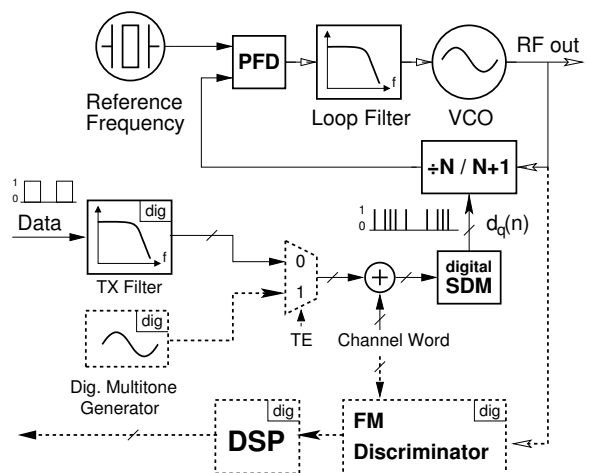 RF out
PFD
f
Reference
Frequency
Loop Filter
VCO
÷N / N+1
1
0
Data
dig
f
TX Filter
1
0
d_q(n)
0
1
TE
digital
SDM
Channel Word
dig
Dig. Multitone
Generator
dig
DSP
dig
FM
Discriminator